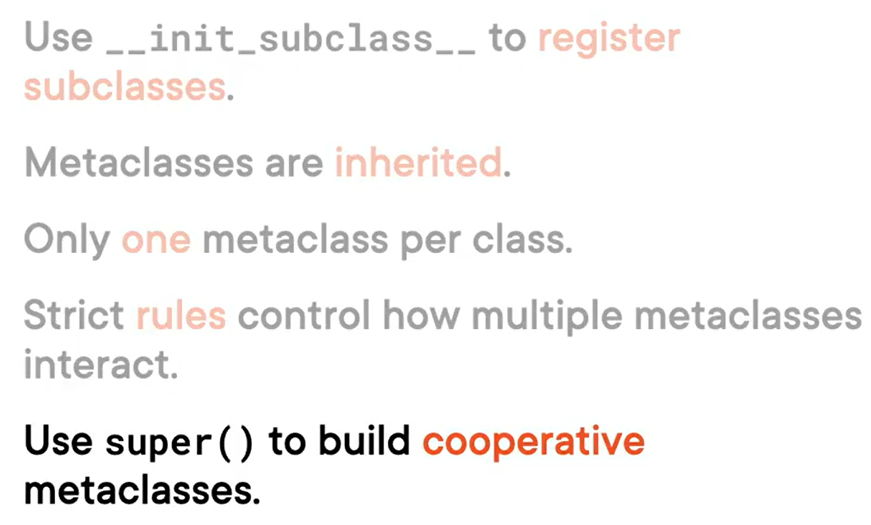 Use __init_subclass__ to register
subclasses.
Metaclasses are inherited.
Only one metaclass per class.
Strict rules control how multiple metaclasses
interact.
Use super() to build cooperative
metaclasses.